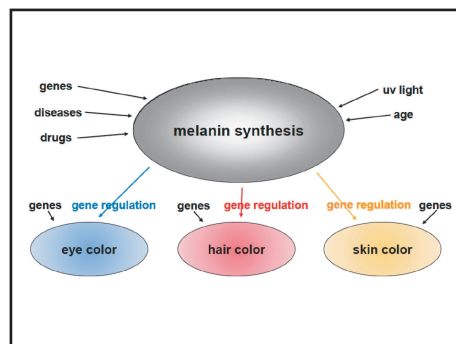 genes
uv light
diseases
age
melanin synthesis
drugs
genes gene regulation genes gene regulation gene regulation genes
eye color hair color skin color